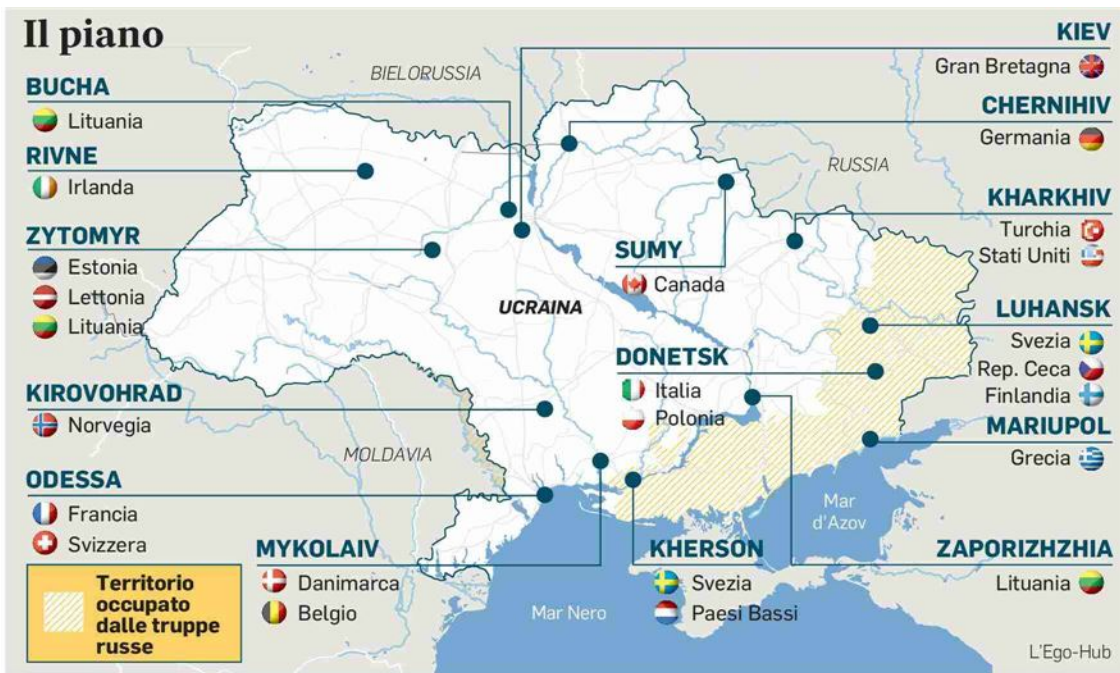 Il piano
BIELORUSSIA
KIEV
Gran Bretagna
BUCHA
Lituania
CHERNIHIV
Germania
RIVNE
Irlanda
RUSSIA
KHARKHIV
Turchia
Stati Uniti
ZYTOMYR
Estonia
Lettonia
Lituania
SUMY
Canada
UCRAINA
LUHANSK
Svezia
Rep. Ceca
Finlandia
DONETSK
Italia
Polonia
KIROVOHRAD
Norvegia
MARIUPOL
Grecia
MOLDAVIA
ODESSA
Francia
Svizzera
Mar
d'Azov
MYKOLAIV
Danimarca
Belgio
KHERSON
Svezia
Paesi Bassi
ZAPORIZHZHIA
Lituania
Territorio
occupato
dalle truppe
russe
Mar Nero
L'Ego-Hub